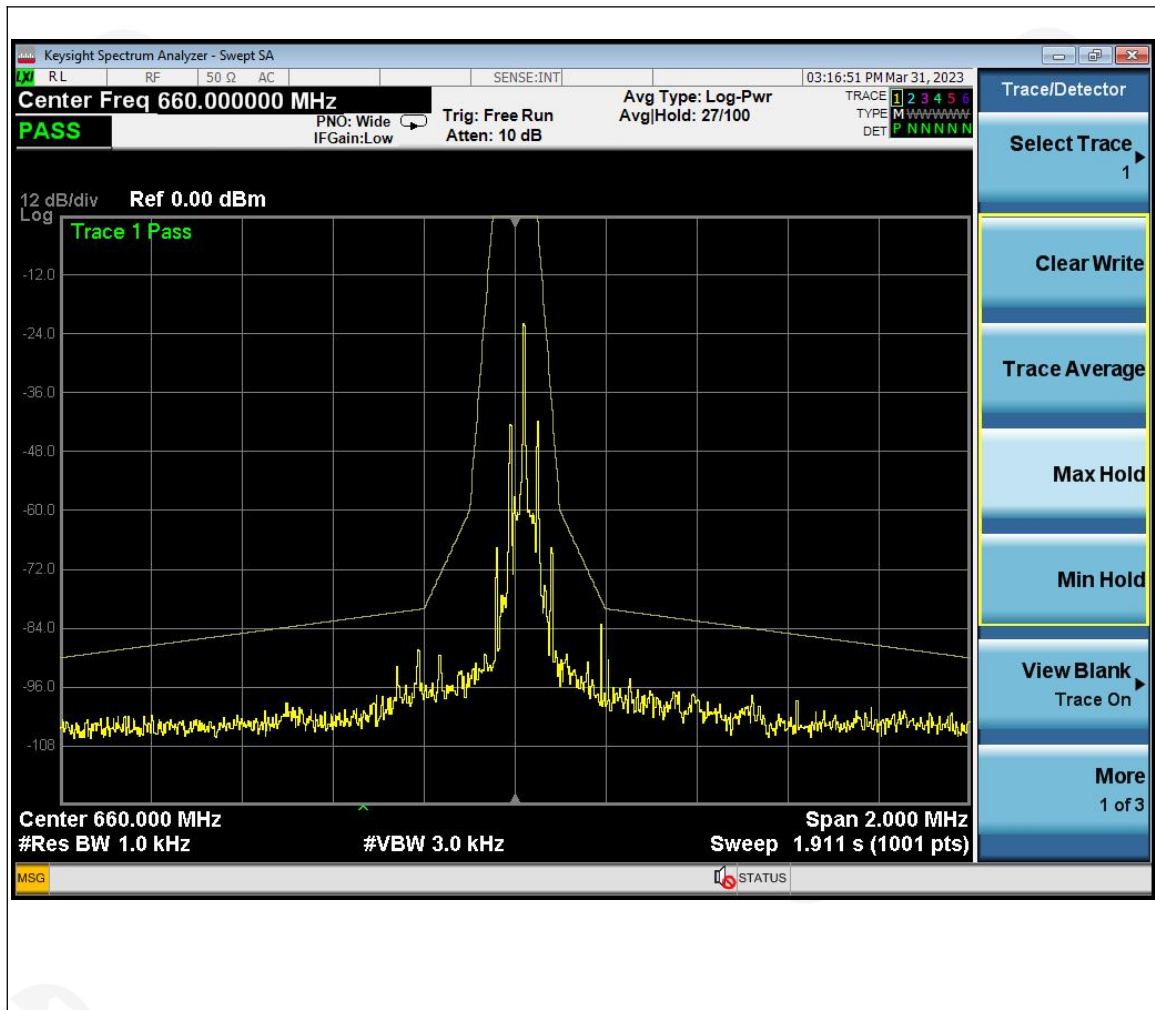 Keysight Spectrum Analyzer - Swept SA
LXI RL RF 50 Ω AC SENSE:INT 03:16:51 PM Mar 31, 2023
Center Freq 660.000000 MHz
PASS
PNO: Wide
IFGain:Low
Trig: Free Run
Atten: 10 dB
Avg Type: Log-Pwr
Avg|Hold: 27/100
TRACE 1 2 3 4 5 6
TYPE M WWWWW
DET P N N N N N
12 dB/div Ref 0.00 dBm
Log
Trace 1 Pass
-12.0
-24.0
-36.0
-48.0
-60.0
-72.0
-84.0
-96.0
-108
Center 660.000 MHz Span 2.000 MHz
#Res BW 1.0 kHz #VBW 3.0 kHz Sweep 1.911 s (1001 pts)
MSG STATUS
Trace/Detector
Select Trace
1
Clear Write
Trace Average
Max Hold
Min Hold
View Blank
Trace On
More
1 of 3